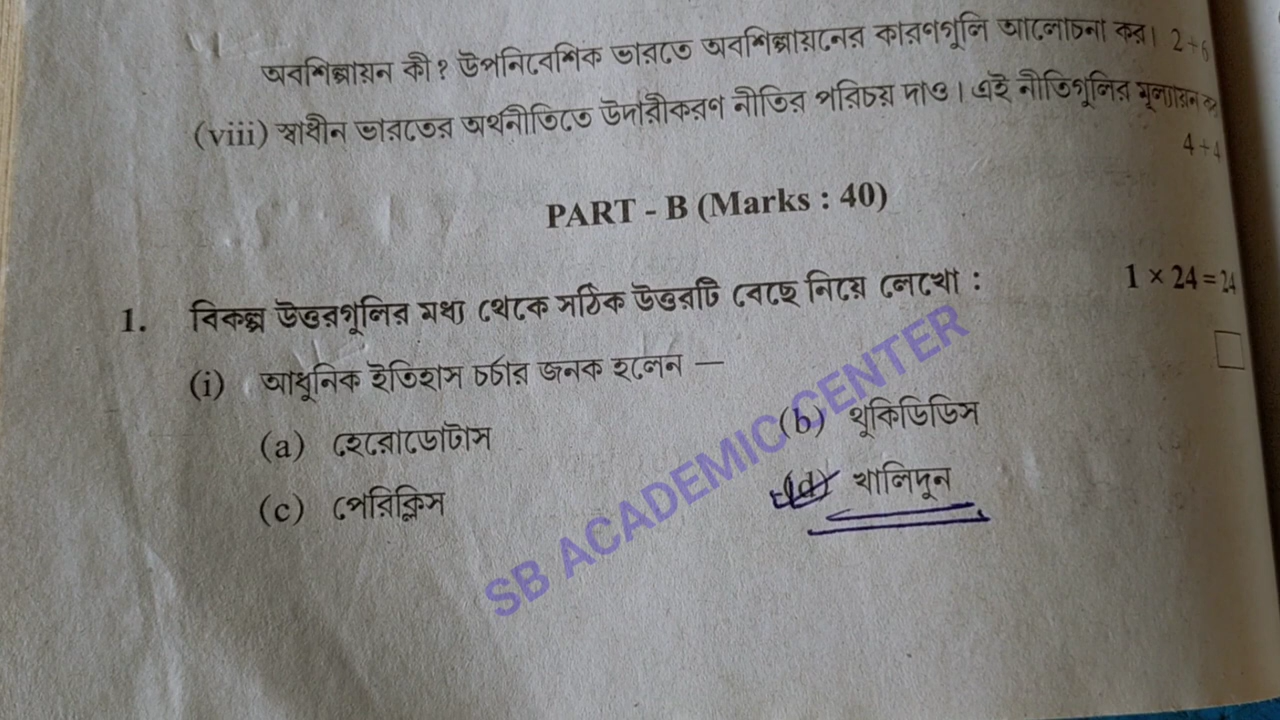 অবশিল্পায়ন কী? উপনিবেশিক ভারতে অবশিল্পায়নের কারণগুলি আলোচনা কর। 2+6
(viii) স্বাধীন ভারতের অর্থনীতিতে উদারীকরণ নীতির পরিচয় দাও। এই নীতিগুলির মূল্যায়ন
4+4
PART - B (Marks : 40)
1. বিকল্প উত্তরগুলির মধ্য থেকে সঠিক উত্তরটি বেছে নিয়ে লেখো : 1 × 24 = 24
(i) আধুনিক ইতিহাস চর্চার জনক হলেন —
(a) হেরোডোটাস (b) থুকিডিডিস
(c) পেরিক্লিস (d) খালিদুন
SB ACADEMIC CENTER